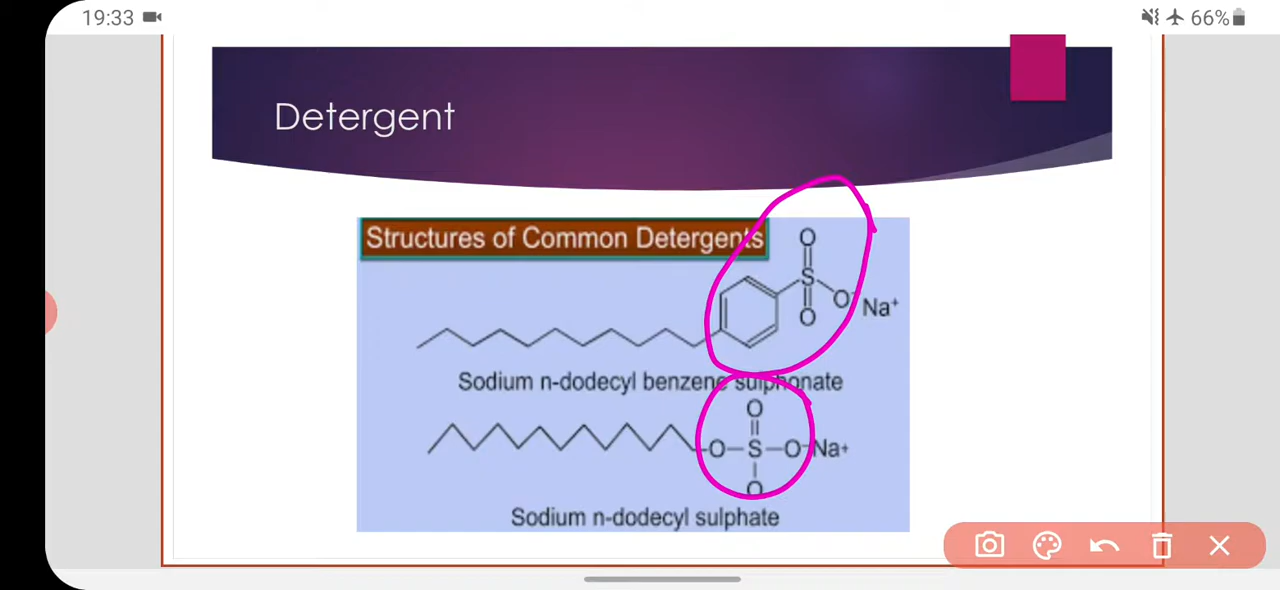 19:33
66%
Detergent
Structures of Common Detergents
O
S
O⁻ Na⁺
O
Sodium n-dodecyl benzene sulphonate
O
O–S–O⁻Na⁺
O
Sodium n-dodecyl sulphate